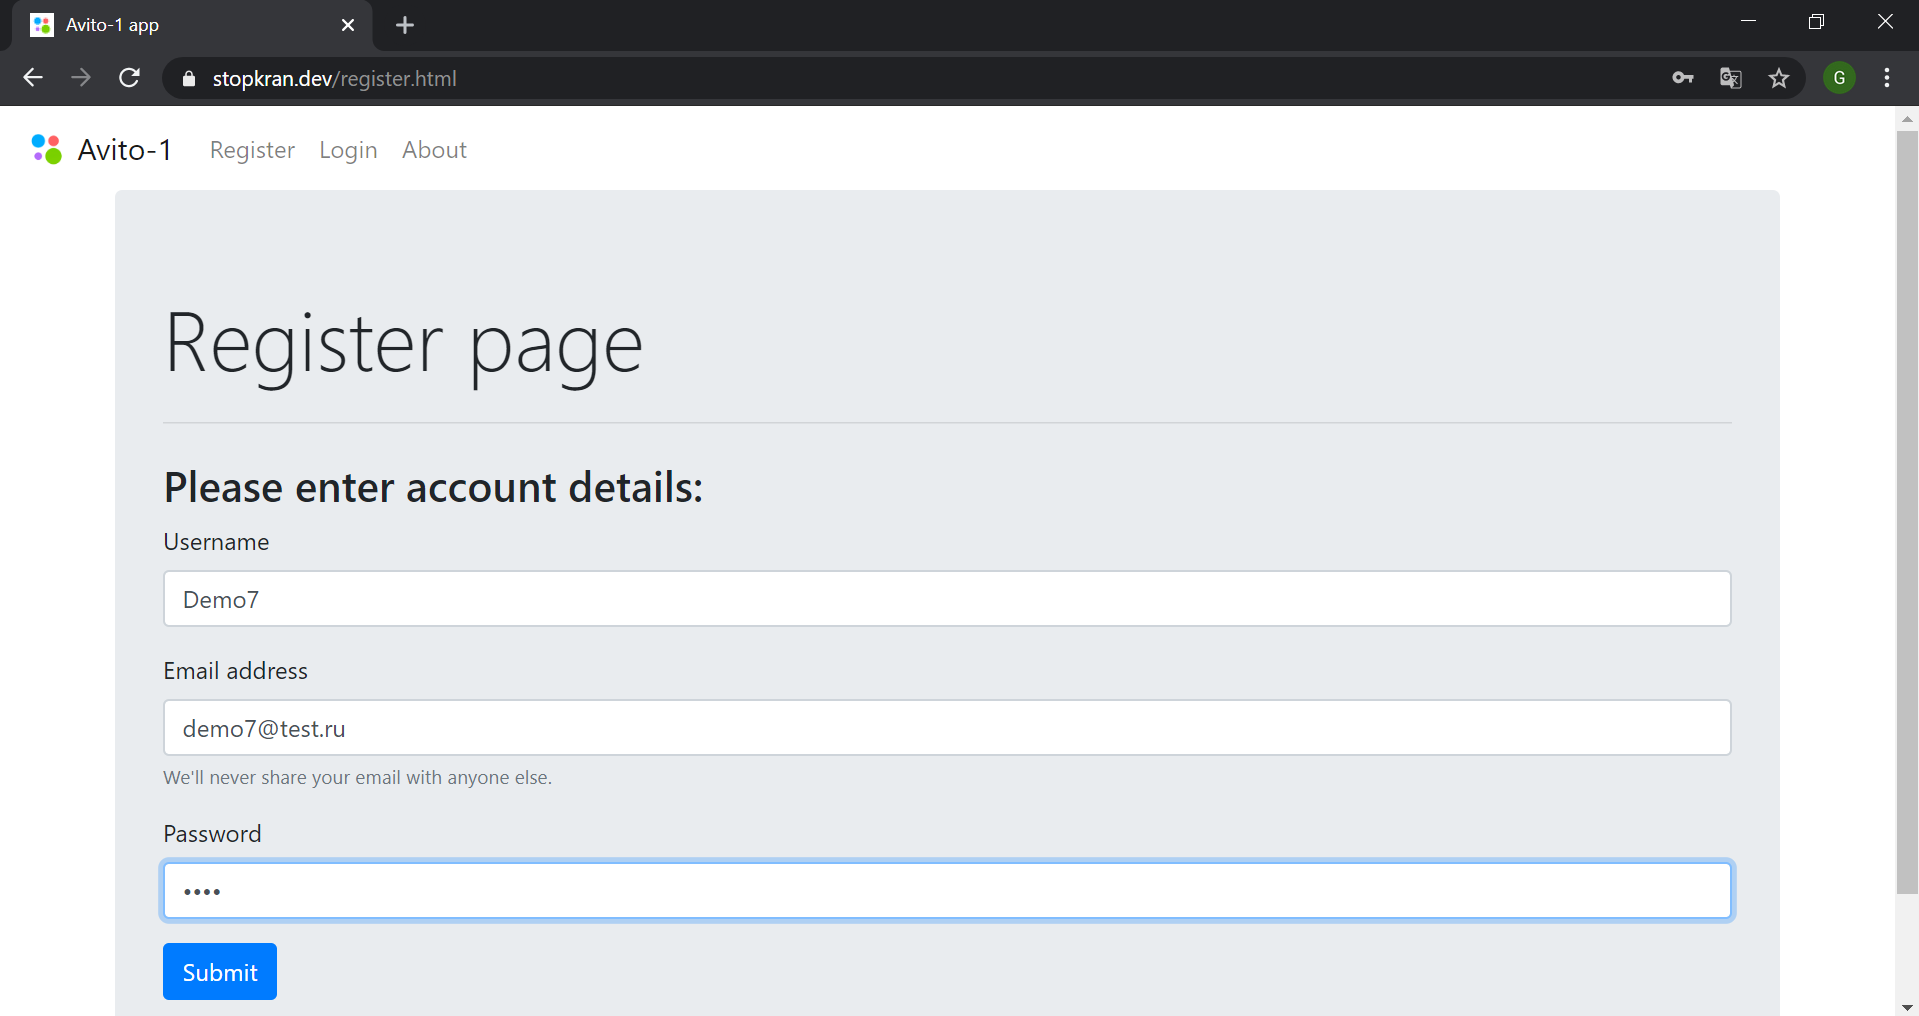 Avito-1 app
stopkran.dev/register.html
G
Avito-1 Register Login About
Register page
Please enter account details:
Username
Demo7
Email address
demo7@test.ru
We'll never share your email with anyone else.
Password
••••
Submit